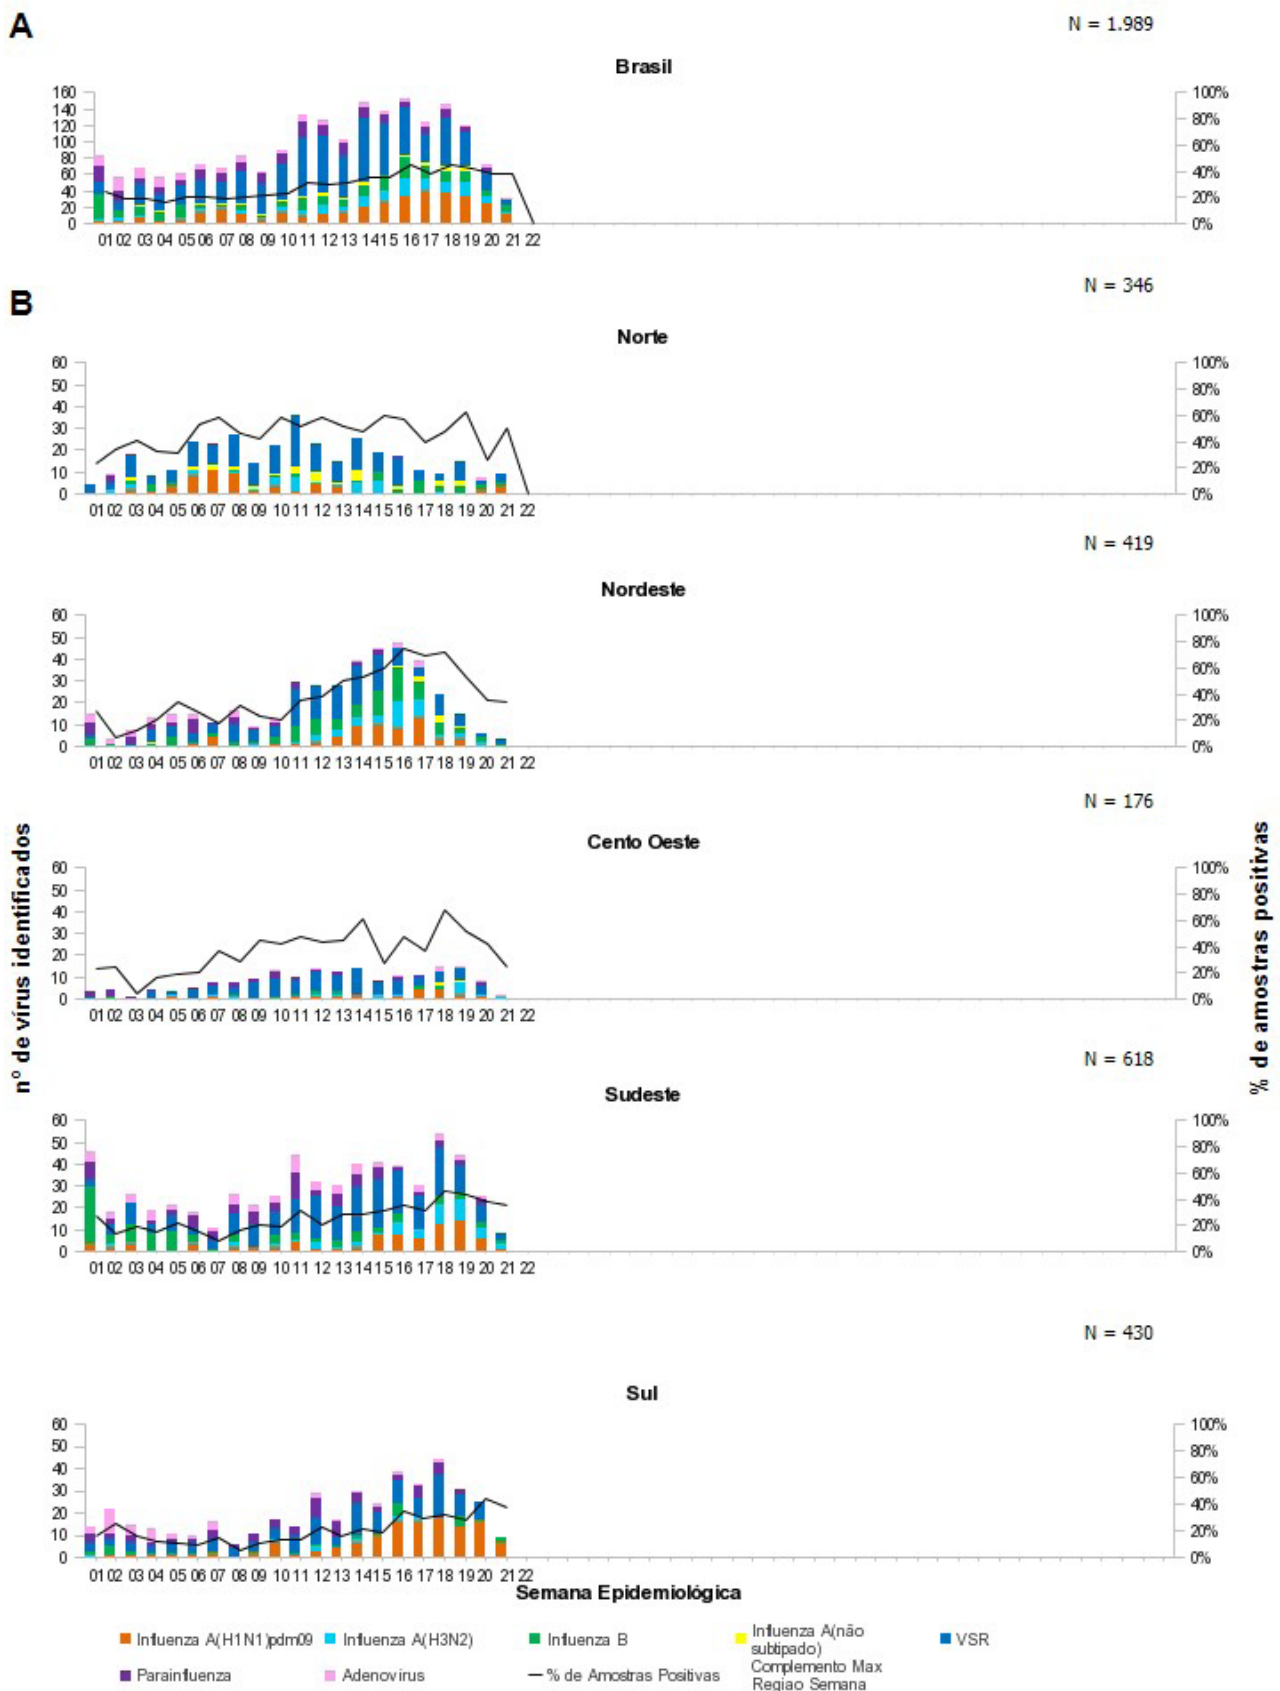 A
N = 1.989
Brasil
160
140
120
100
80
60
40
20
0
100%
80%
60%
40%
20%
0%
01 02 03 04 05 06 07 08 09 10 11 12 13 14 15 16 17 18 19 20 21 22
N = 346
B
Norte
60
50
40
30
20
10
0
100%
80%
60%
40%
20%
0%
01 02 03 04 05 06 07 08 09 10 11 12 13 14 15 16 17 18 19 20 21 22
N = 419
Nordeste
60
50
40
30
20
10
0
100%
80%
60%
40%
20%
0%
01 02 03 04 05 06 07 08 09 10 11 12 13 14 15 16 17 18 19 20 21 22
N = 176
Cento Oeste
60
50
40
30
20
10
0
100%
80%
60%
40%
20%
0%
01 02 03 04 05 06 07 08 09 10 11 12 13 14 15 16 17 18 19 20 21 22
nº de vírus identificados
% de amostras positivas
N = 618
Sudeste
60
50
40
30
20
10
0
100%
80%
60%
40%
20%
0%
01 02 03 04 05 06 07 08 09 10 11 12 13 14 15 16 17 18 19 20 21 22
N = 430
Sul
60
50
40
30
20
10
0
100%
80%
60%
40%
20%
0%
01 02 03 04 05 06 07 08 09 10 11 12 13 14 15 16 17 18 19 20 21 22
Semana Epidemiológica
Influenza A(H1N1)pdm09
Influenza A(H3N2)
Influenza B
Influenza A(não
subtipado)
VSR
Parainfluenza
Adenovirus
% de Amostras Positivas
Complemento Max
Regiao Semana